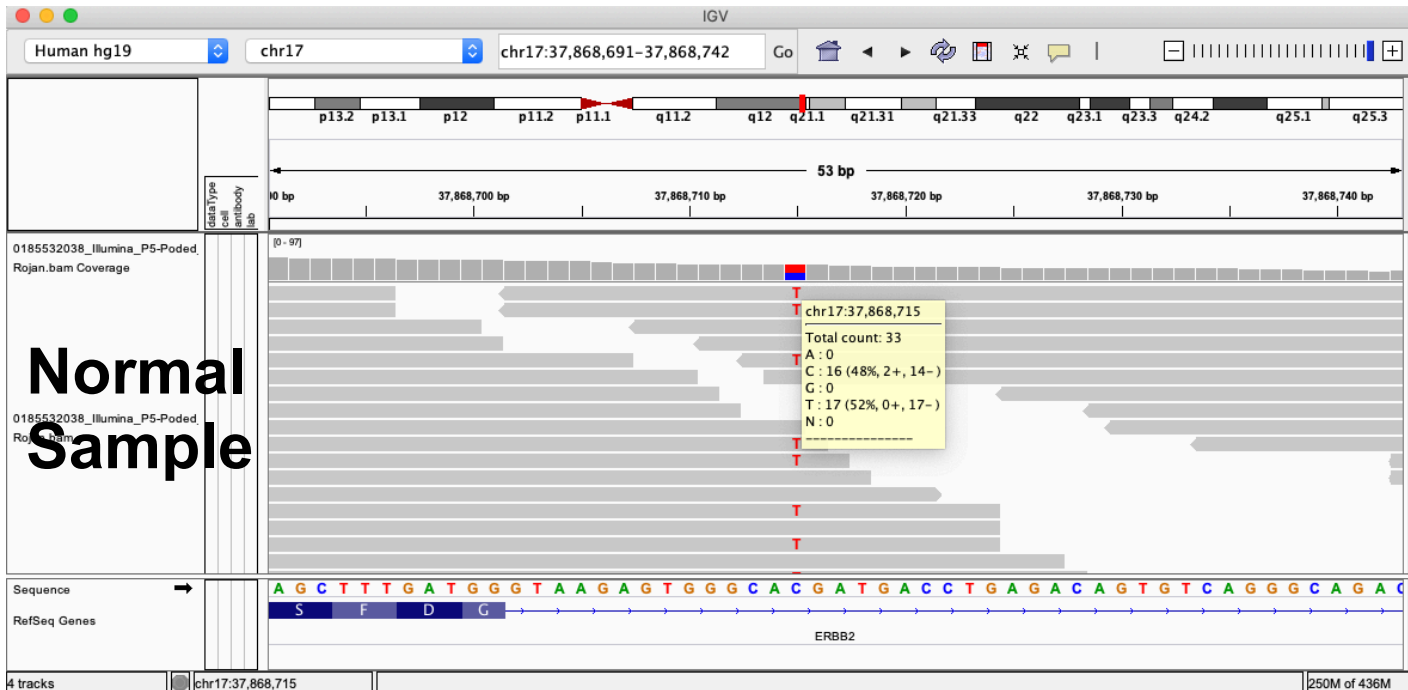 IGV
Human hg19 chr17 chr17:37,868,691-37,868,742 Go
p13.2 p13.1 p12 p11.2 p11.1 q11.2 q12 q21.1 q21.31 q21.33 q22 q23.1 q23.3 q24.2 q25.1 q25.3
53 bp
37,868,700 bp 37,868,710 bp 37,868,720 bp 37,868,730 bp 37,868,740 bp
dataType
cell
antibody
lab
0185532038_Illumina_P5-Poded_
Rojan.bam Coverage
[0 - 97]
T
T
chr17:37,868,715
Total count: 33
A : 0
C : 16 (48%, 2+, 14- )
G : 0
T : 17 (52%, 0+, 17- )
N : 0
---------------
T
T
T
T
T
Normal
Sample
0185532038_Illumina_P5-Poded_
Rojan.bam
Sequence
A G C T T T G A T G G G T A A G A G T G G G C A C G A T G A C C T G A G A C A G T G T C A G G G C A G A C
RefSeq Genes
S F D G
ERBB2
4 tracks chr17:37,868,715 250M of 436M